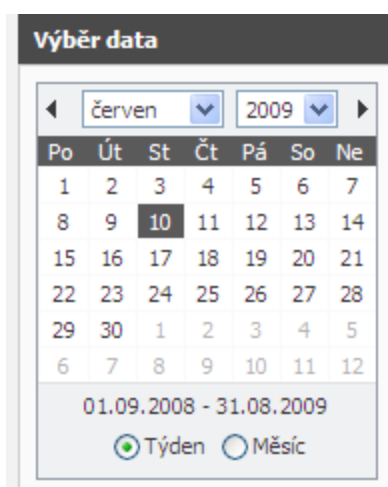 Výběr data
červen 2009
Po Út St Čt Pá So Ne
1 2 3 4 5 6 7
8 9 10 11 12 13 14
15 16 17 18 19 20 21
22 23 24 25 26 27 28
29 30 1 2 3 4 5
6 7 8 9 10 11 12
01.09.2008 - 31.08.2009
Týden Měsíc